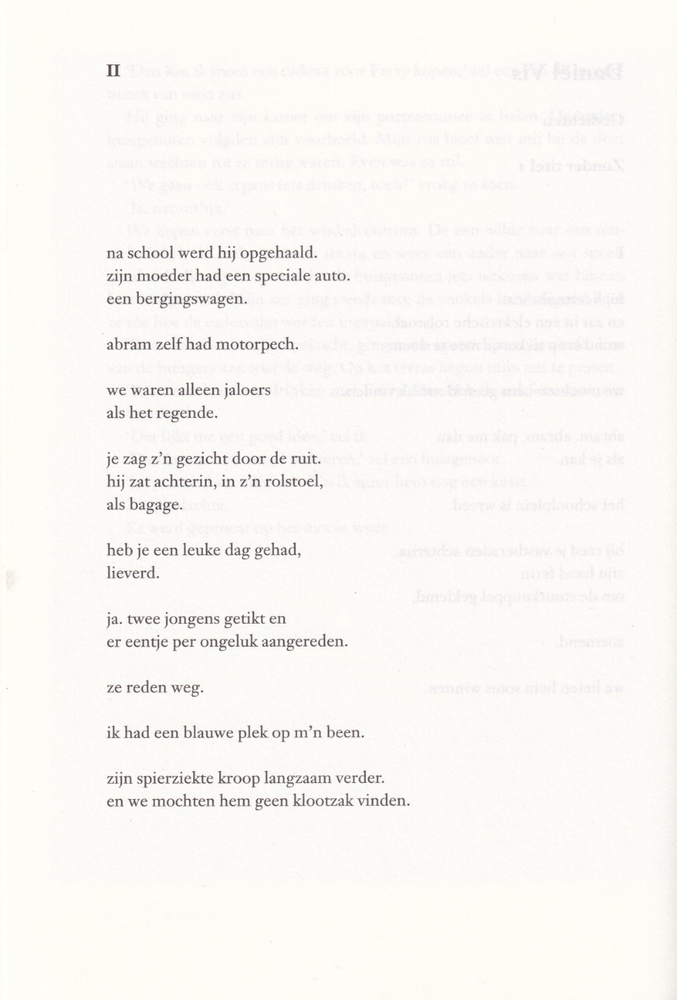 II
na school werd hij opgehaald.
zijn moeder had een speciale auto.
een bergingswagen.
abram zelf had motorpech.
we waren alleen jaloers
als het regende.
je zag z’n gezicht door de ruit.
hij zat achterin, in z’n rolstoel,
als bagage.
heb je een leuke dag gehad,
lieverd.
ja. twee jongens getikt en
er eentje per ongeluk aangereden.
ze reden weg.
ik had een blauwe plek op m’n been.
zijn spierziekte kroop langzaam verder.
en we mochten hem geen klootzak vinden.